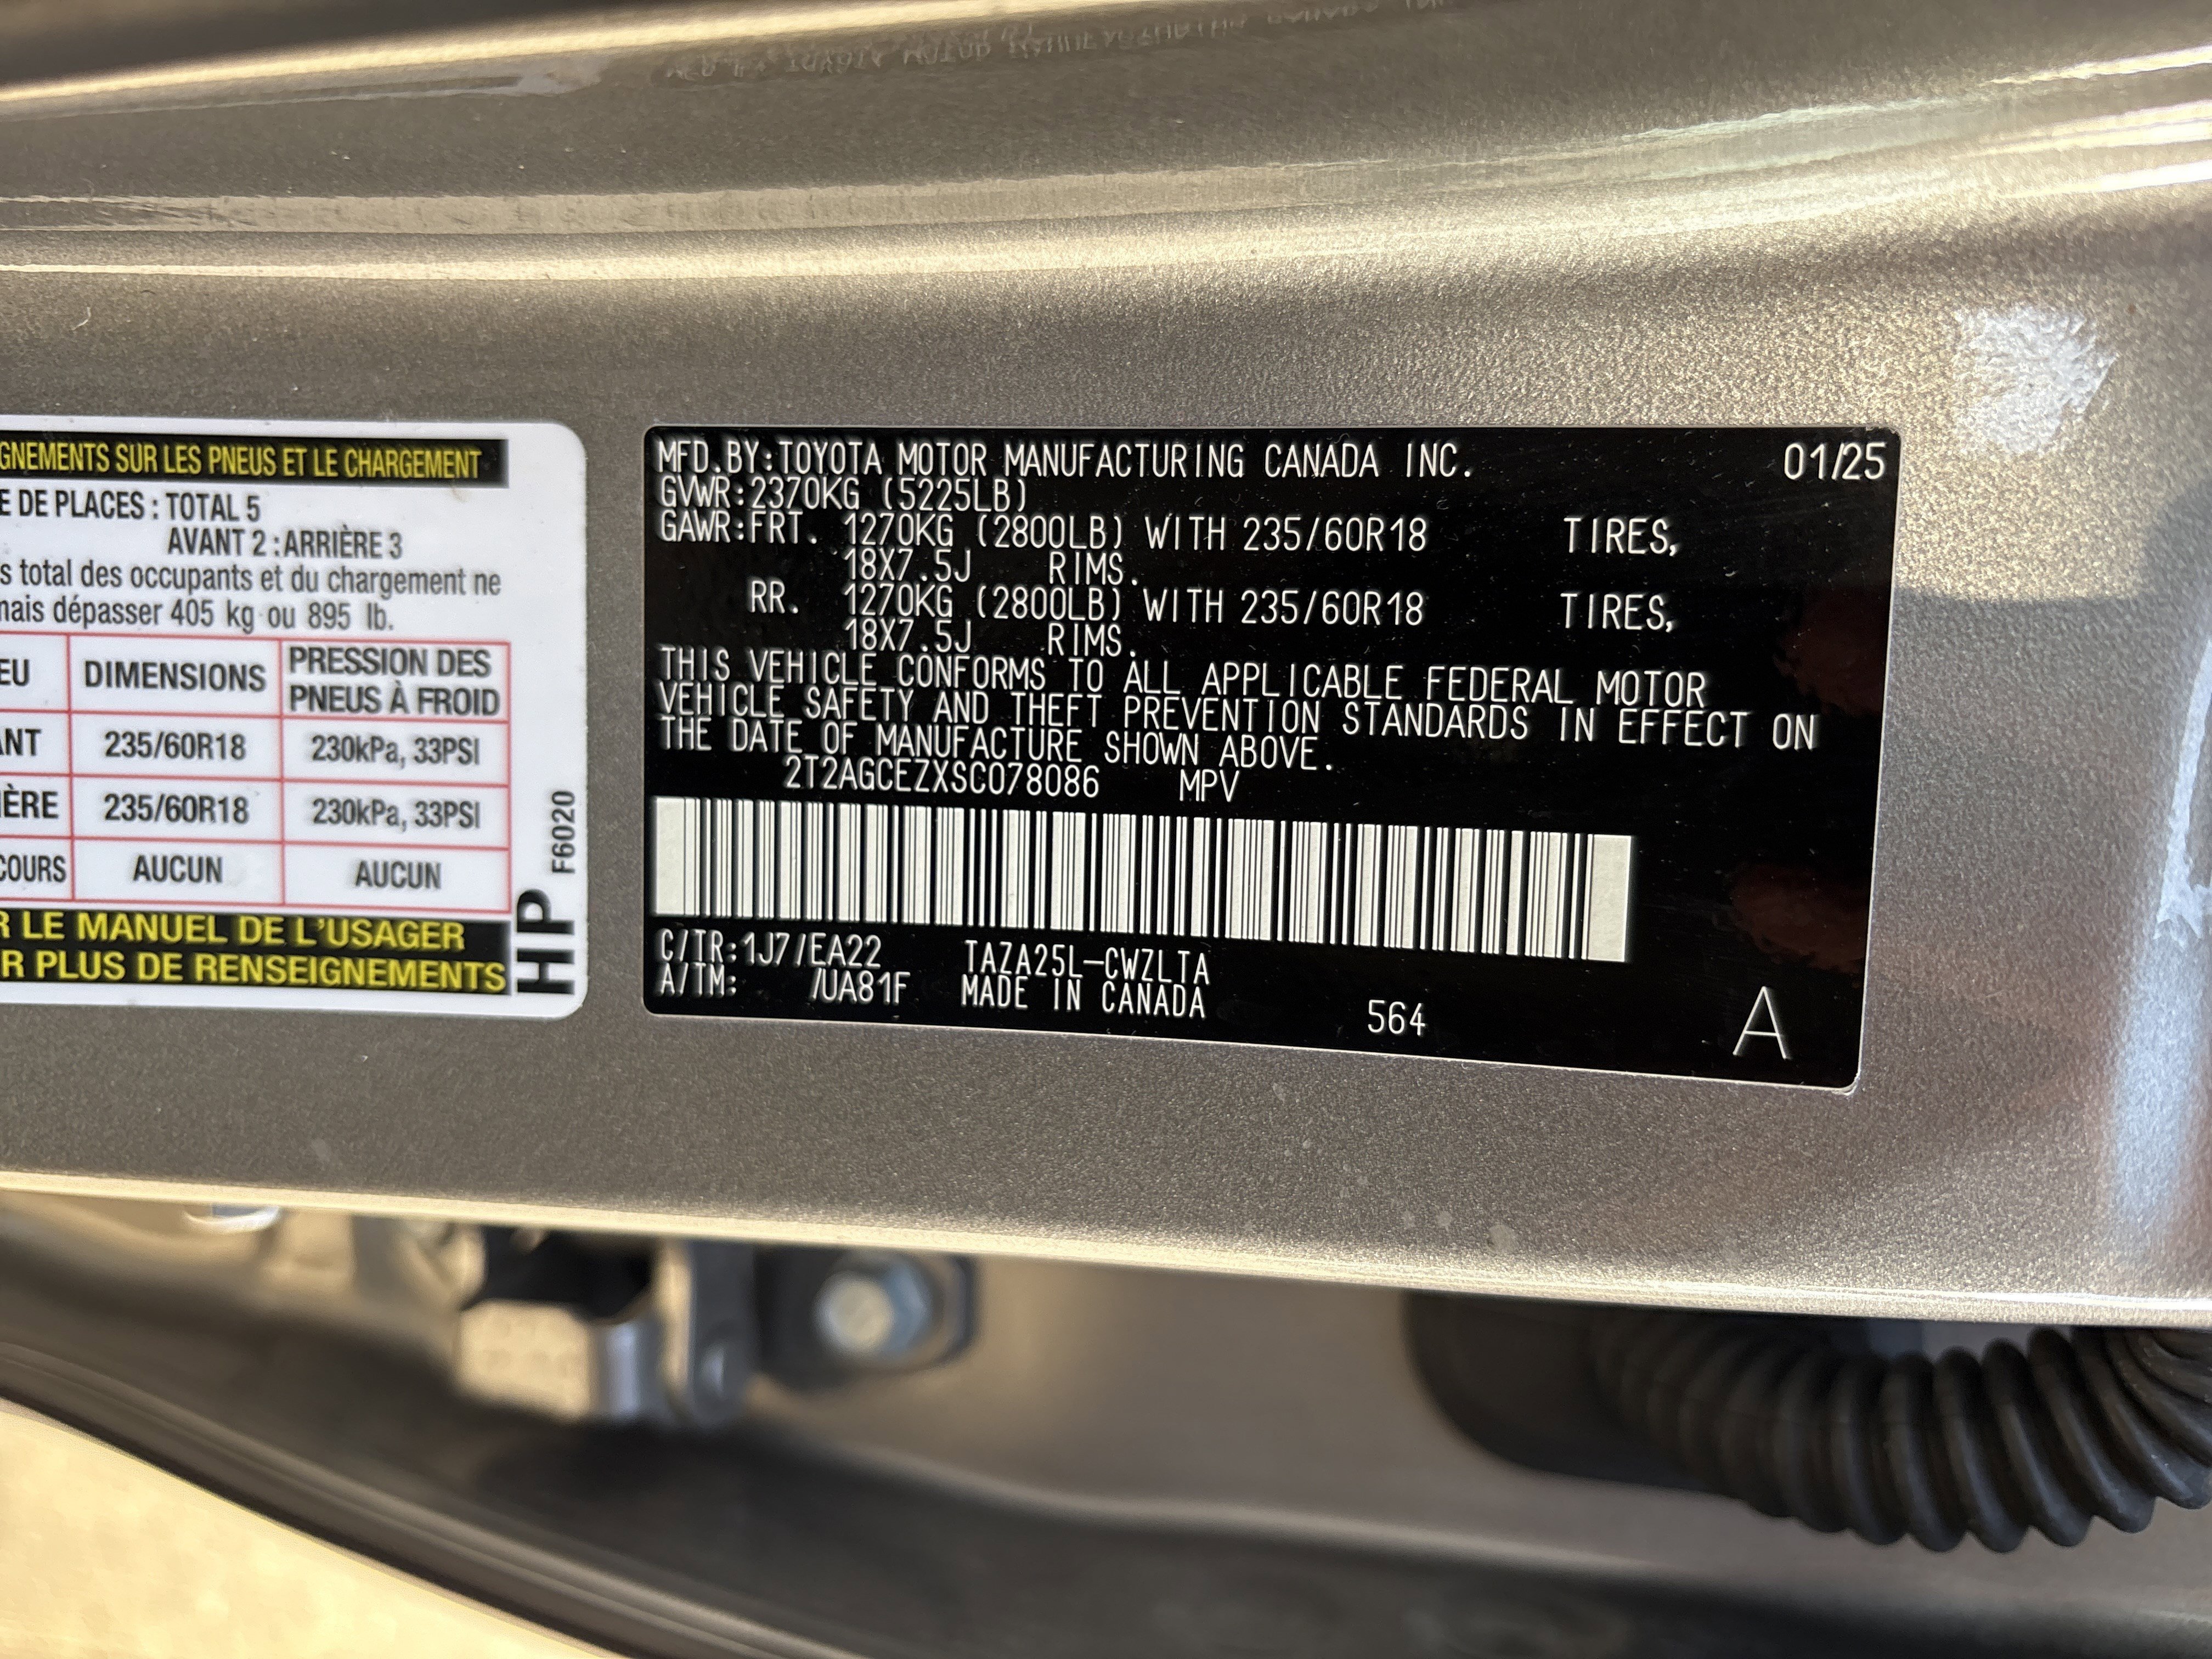 GNEMENTS SUR LES PNEUS ET LE CHARGEMENT
E DE PLACES : TOTAL 5
AVANT 2 : ARRIÈRE 3
s total des occupants et du chargement ne
mais dépasser 405 kg ou 895 lb.
EU DIMENSIONS PRESSION DES
PNEUS À FROID
ANT 235/60R18 230kPa, 33PSI
IÈRE 235/60R18 230kPa, 33PSI
COURS AUCUN AUCUN
R LE MANUEL DE L'USAGER
R PLUS DE RENSEIGNEMENTS
HP F6020
MFD.BY:TOYOTA MOTOR MANUFACTURING CANADA INC. 01/25
GVWR:2370KG (5225LB)
GAWR:FRT. 1270KG (2800LB) WITH 235/60R18 TIRES,
18X7.5J RIMS.
RR. 1270KG (2800LB) WITH 235/60R18 TIRES,
18X7.5J RIMS.
THIS VEHICLE CONFORMS TO ALL APPLICABLE FEDERAL MOTOR
VEHICLE SAFETY AND THEFT PREVENTION STANDARDS IN EFFECT ON
THE DATE OF MANUFACTURE SHOWN ABOVE.
2T2AGCEZXSC078086 MPV
C/TR:1J7/EA22 TAZA25L-CWZLTA
A/TM: /UA81F MADE IN CANADA
564
A